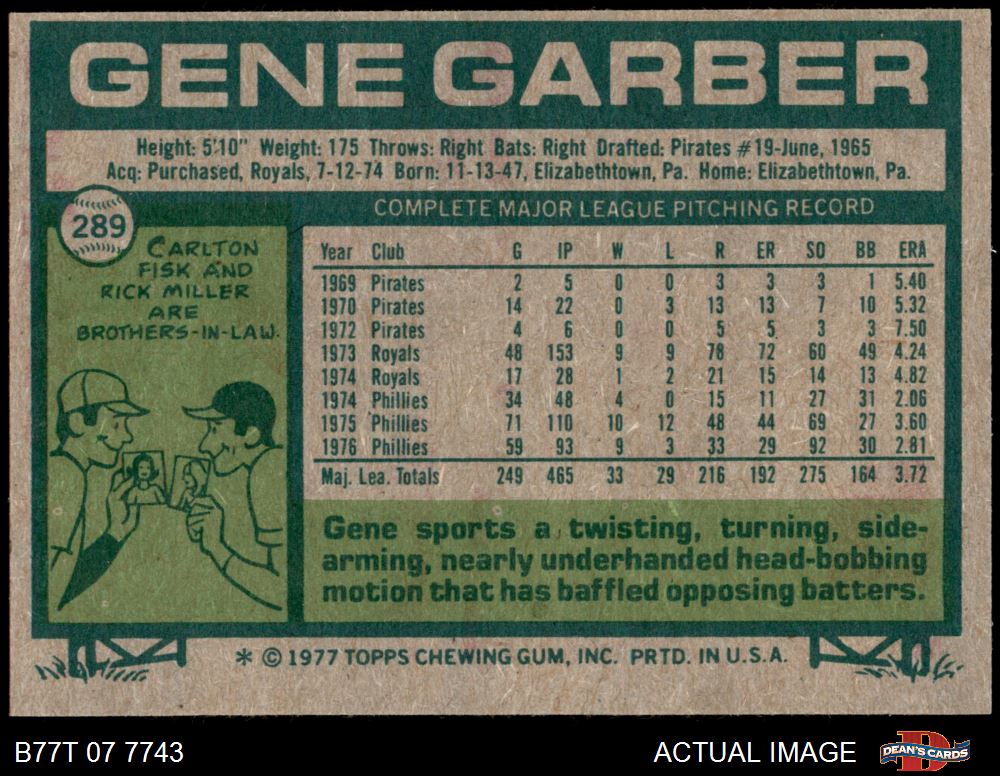 GENE GARBER
Height: 5'10" Weight: 175 Throws: Right Bats: Right Drafted: Pirates #19-June, 1965
Acq: Purchased, Royals, 7-12-74 Born: 11-13-47, Elizabethtown, Pa. Home: Elizabethtown, Pa.
289
CARLTON
FISK AND
RICK MILLER
ARE
BROTHERS-IN-LAW.
COMPLETE MAJOR LEAGUE PITCHING RECORD
Year Club G IP W L R ER SO BB ERA
1969 Pirates 2 5 0 0 3 3 3 1 5.40
1970 Pirates 14 22 0 3 13 13 7 10 5.32
1972 Pirates 4 6 0 0 5 5 3 3 7.50
1973 Royals 48 153 9 9 78 72 60 49 4.24
1974 Royals 17 28 1 2 21 15 14 13 4.82
1974 Phillies 34 48 4 0 15 11 27 31 2.06
1975 Phillies 71 110 10 12 48 44 69 27 3.60
1976 Phillies 59 93 9 3 33 29 92 30 2.81
Maj. Lea. Totals 249 465 33 29 216 192 275 164 3.72
Gene sports a twisting, turning, side-
arming, nearly underhanded head-bobbing
motion that has baffled opposing batters.
* © 1977 TOPPS CHEWING GUM, INC. PRTD. IN U.S.A.
B77T 07 7743
ACTUAL IMAGE
DEAN'S CARDS